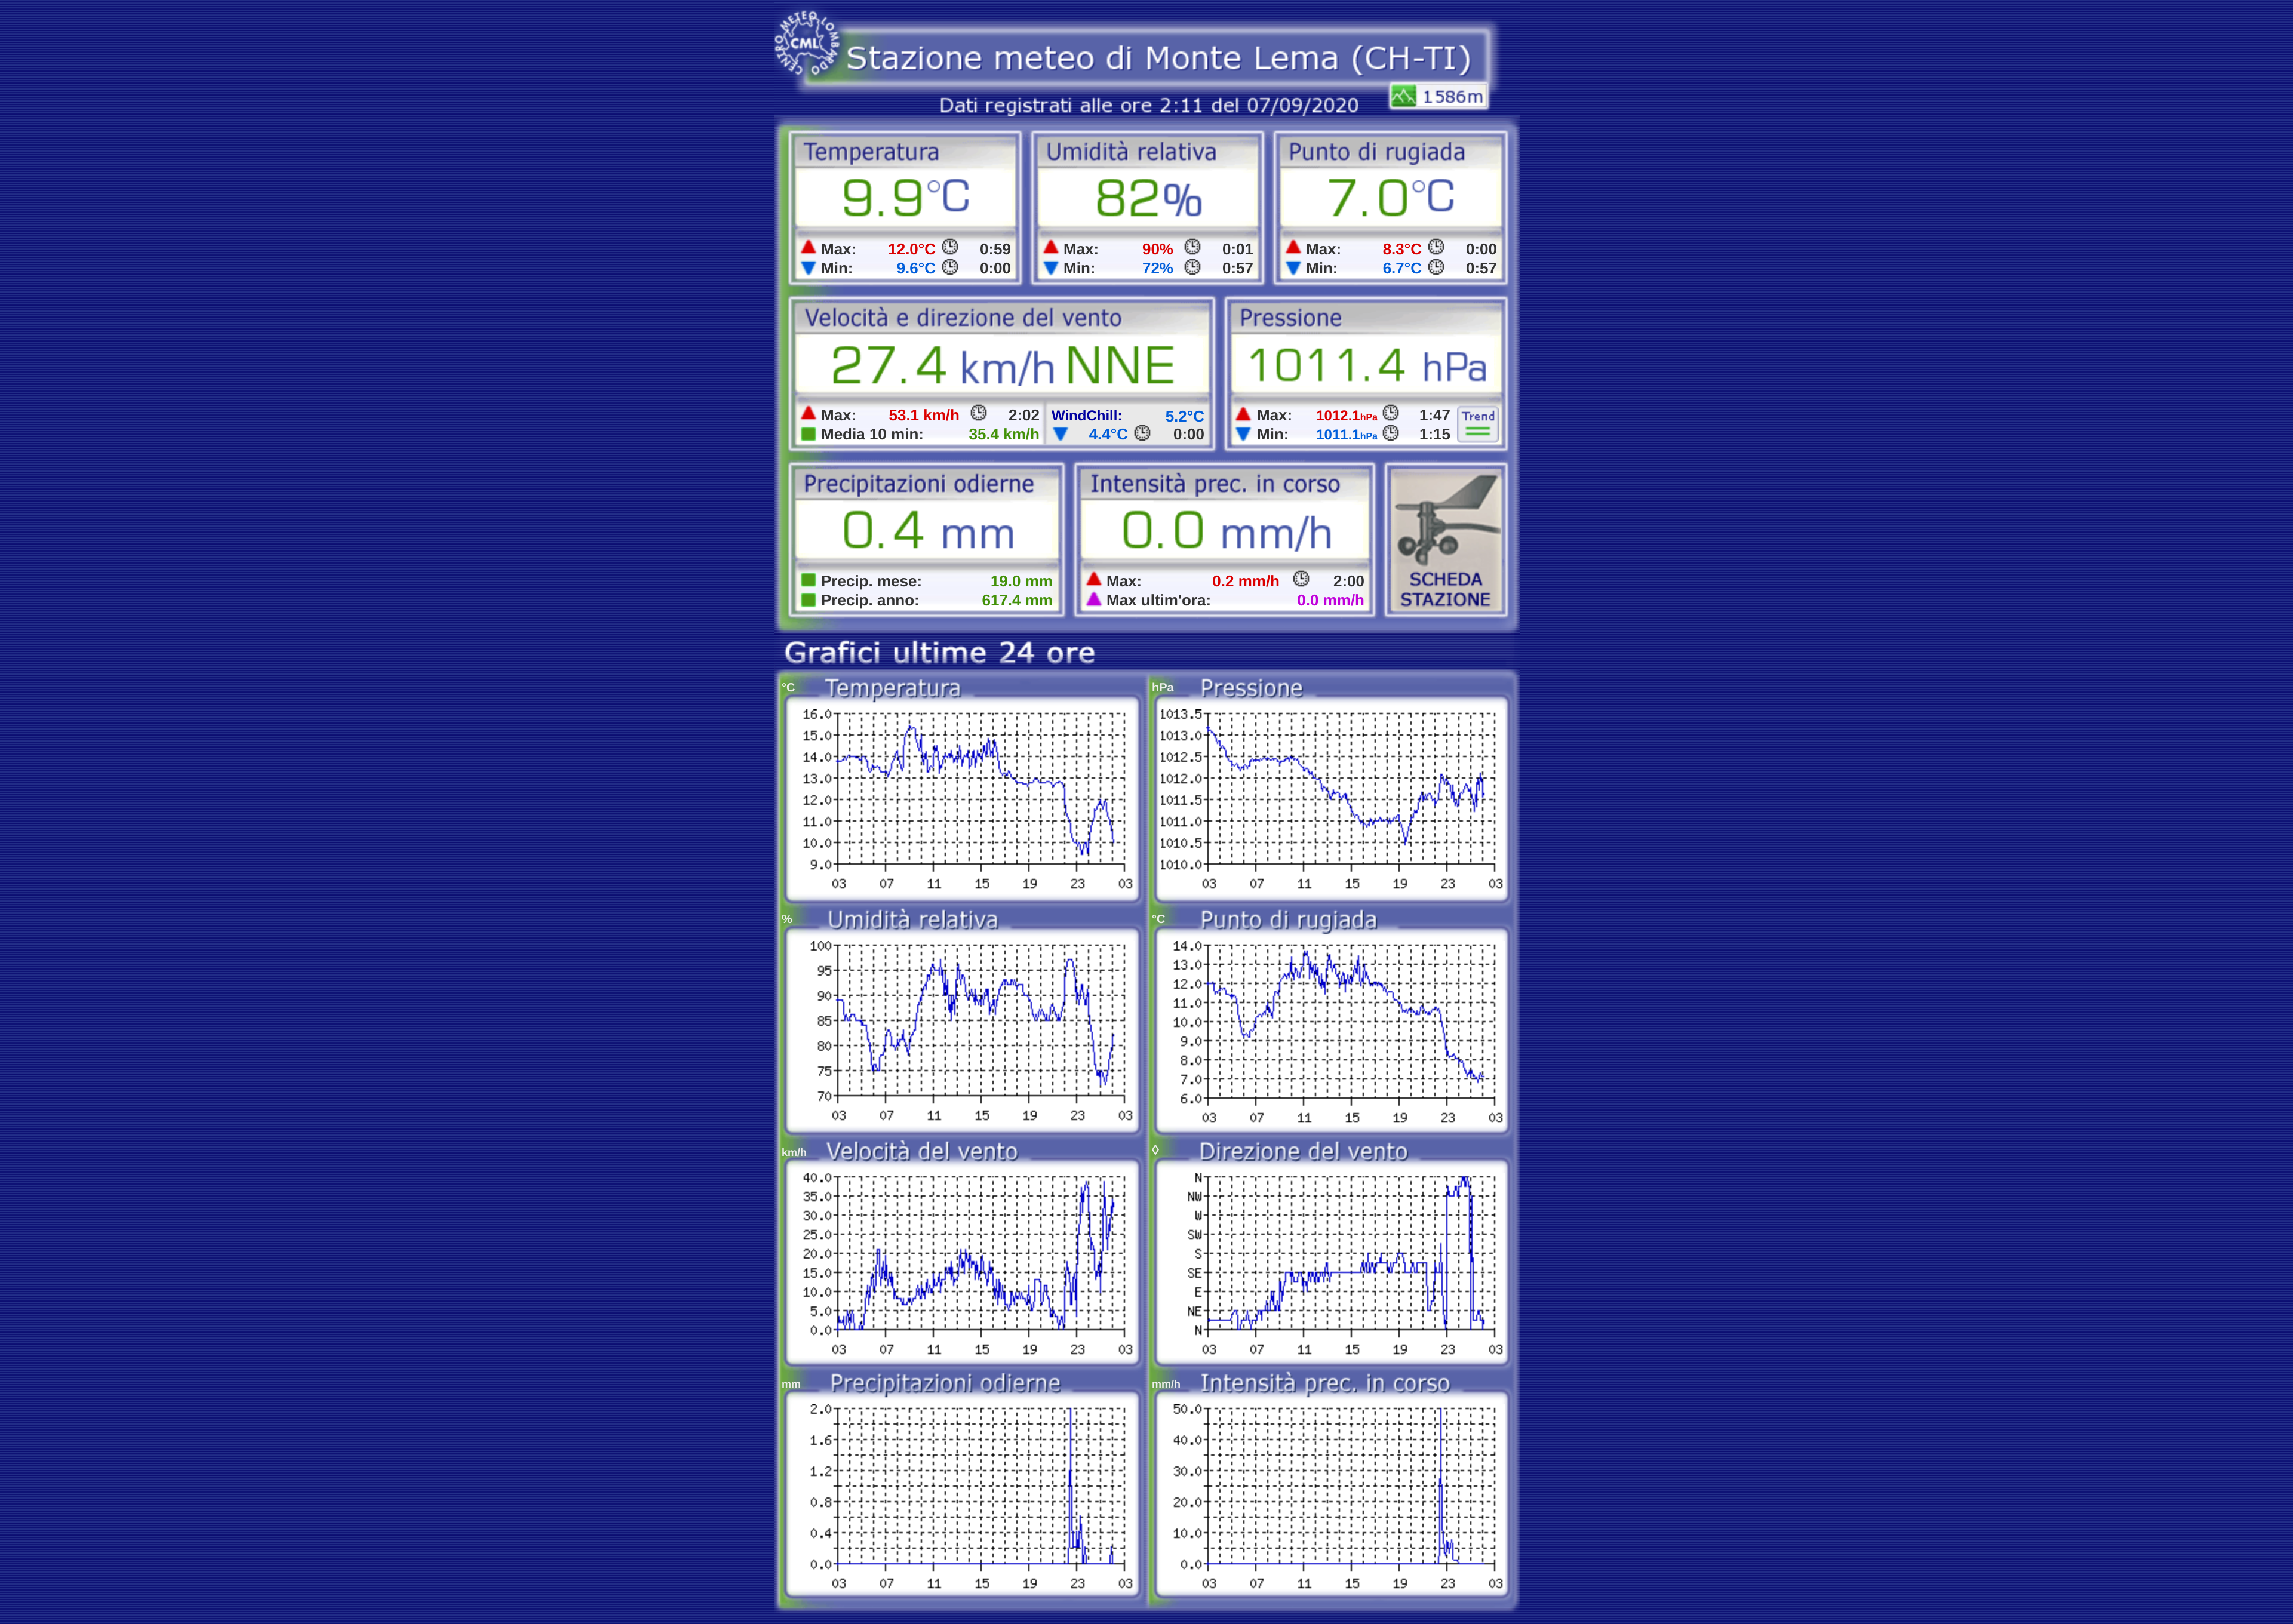 CENTRO METEO LOMBARDO
CML
Stazione meteo di Monte Lema (CH-TI)
1586m
Dati registrati alle ore 2:11 del 07/09/2020
Temperatura Umidità relativa Punto di rugiada
9.9°C 82% 7.0°C
Max: 12.0°C 0:59 Max: 90% 0:01 Max: 8.3°C 0:00
Min: 9.6°C 0:00 Min: 72% 0:57 Min: 6.7°C 0:57
Velocità e direzione del vento Pressione
27.4 km/h NNE 1011.4 hPa
Max: 53.1 km/h 2:02 WindChill: 5.2°C Max: 1012.1hPa 1:47 Trend
Media 10 min: 35.4 km/h 4.4°C 0:00 Min: 1011.1hPa 1:15
Precipitazioni odierne Intensità prec. in corso
0.4 mm 0.0 mm/h
Precip. mese: 19.0 mm Max: 0.2 mm/h 2:00 SCHEDA
Precip. anno: 617.4 mm Max ultim'ora: 0.0 mm/h STAZIONE
Grafici ultime 24 ore
°C Temperatura hPa Pressione
16.0 1013.5
15.0 1013.0
14.0 1012.5
13.0 1012.0
12.0 1011.5
11.0 1011.0
10.0 1010.5
9.0 1010.0
03 07 11 15 19 23 03 03 07 11 15 19 23 03
% Umidità relativa °C Punto di rugiada
100 14.0
95 13.0
90 12.0
85 11.0
80 10.0
75 9.0
70 8.0
7.0
6.0
03 07 11 15 19 23 03 03 07 11 15 19 23 03
km/h Velocità del vento ◊ Direzione del vento
40.0 N
35.0 NW
30.0 W
25.0 SW
20.0 S
15.0 SE
10.0 E
5.0 NE
0.0 N
03 07 11 15 19 23 03 03 07 11 15 19 23 03
mm Precipitazioni odierne mm/h Intensità prec. in corso
2.0 50.0
1.6 40.0
1.2 30.0
0.8 20.0
0.4 10.0
0.0 0.0
03 07 11 15 19 23 03 03 07 11 15 19 23 03